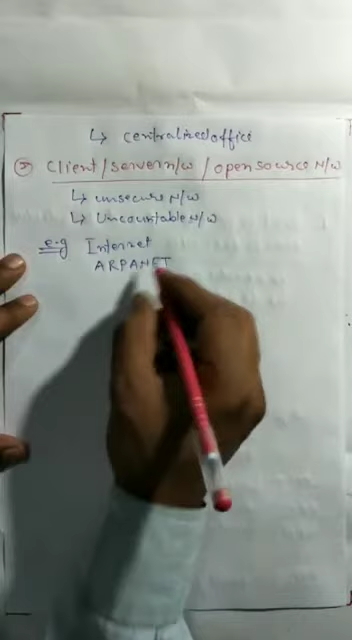 ↳ centralized office
② Client/server n/w / open source N/W
↳ unsecure N/W
↳ Uncountable N/W
e.g Internet
ARPANET